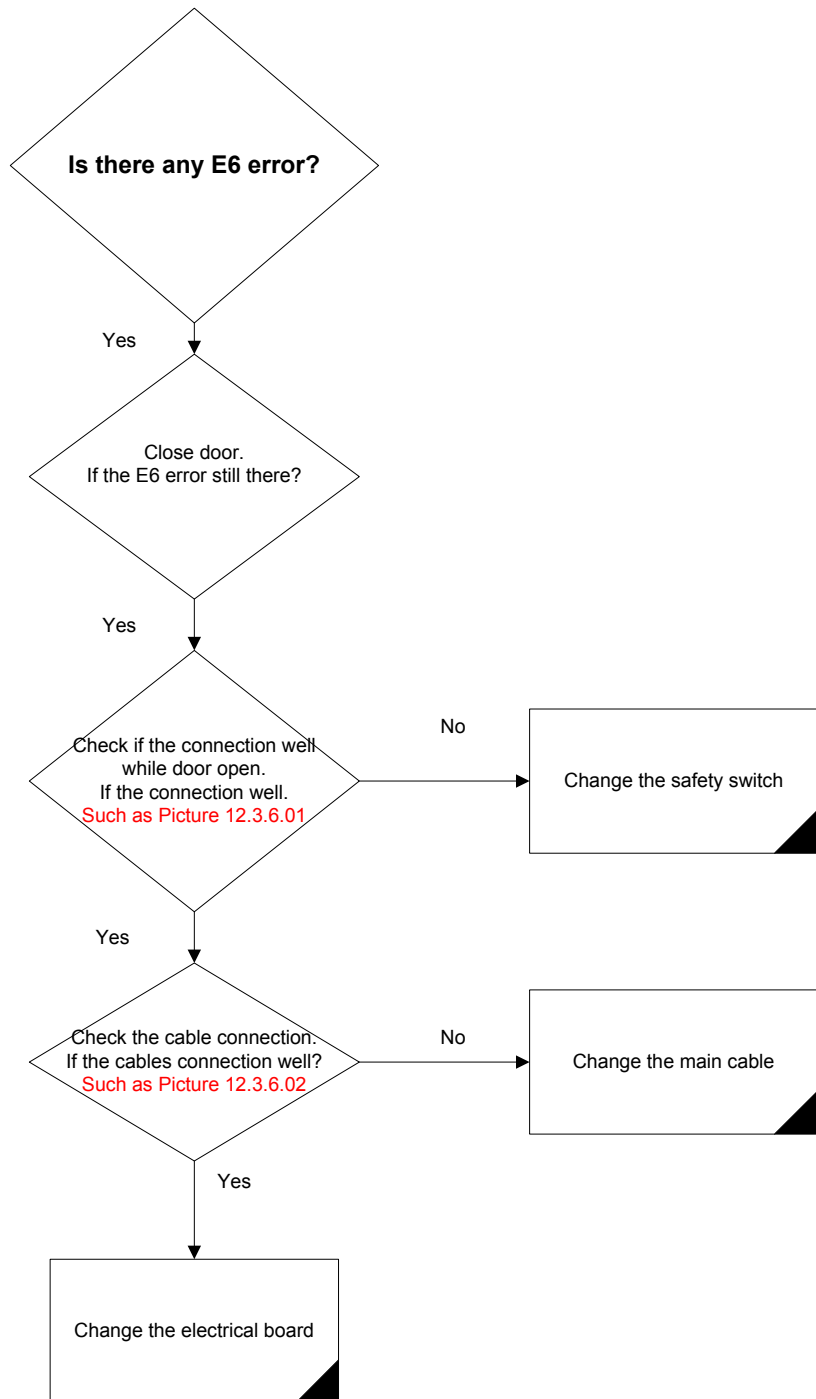 Is there any E6 error?
Yes
Close door.
If the E6 error still there?
Yes
Check if the connection well
while door open.
If the connection well.
Such as Picture 12.3.6.01
No
Change the safety switch
Yes
Check the cable connection.
If the cables connection well?
Such as Picture 12.3.6.02
No
Change the main cable
Yes
Change the electrical board